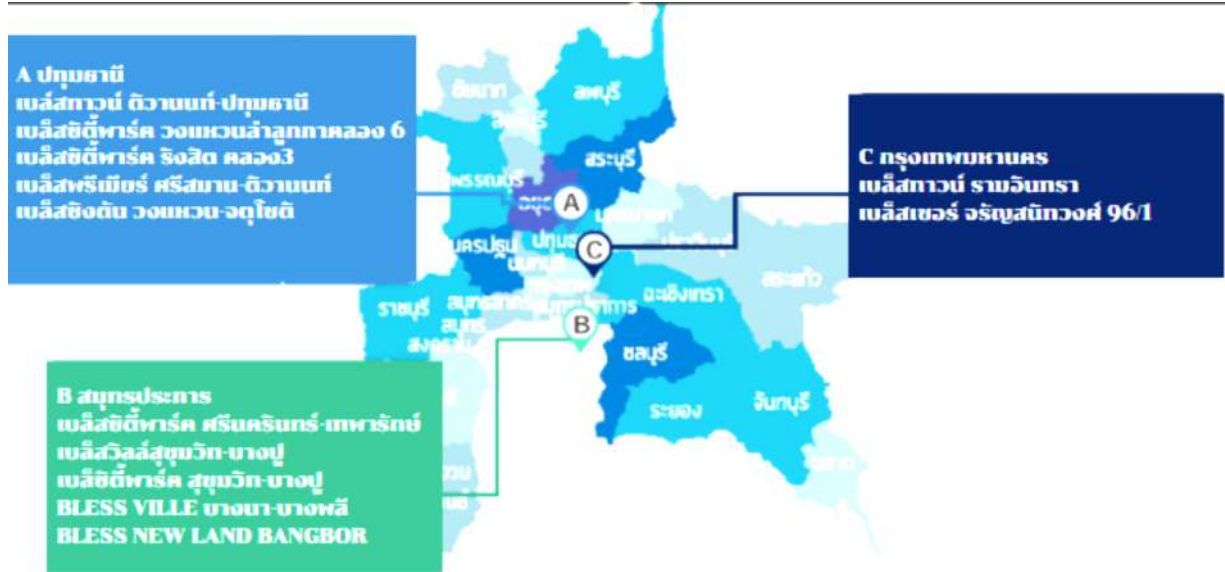 A ปทุมธานี
เบล์สทาวน์ ติวานนท์-ปทุมธานี
เบล็สซิตี้พาร์ค วงแหวนลำลูกกาคลอง 6
เบล็สซิตี้พาร์ค รังสิต คลอง3
เบล็สพรีเมียร์ ศรีสมาน-ติวานนท์
เบล็สซิงตัน วงแหวน-จตุโชติ
C กรุงเทพมหานคร
เบล็สทาวน์ รามอินทรา
เบล็สเซอร์ จรัญสนิทวงศ์ 96/1
B สมุทรประการ
เบล็สซิตี้พาร์ค ศรีนครินทร์-เทพารักษ์
เบล็สวิลล์สุขุมวิท-บางปู
เบล็ซิตี้พาร์ค สุขุมวิท-บางปู
BLESS VILLE บางนา-บางพลี
BLESS NEW LAND BANGBOR
ชัยนาท
ลพบุรี
สระบุรี
พรรณบุรี
A
นครปฐม
ปทุมธ
C
นนทบุรี
สระแก้ว
ราชบุรี
สมุทรสาคร
ฉะเชิงเทรา
สมุทร
สงคราม
B
ชลบุรี
ระยอง
จันทบุรี